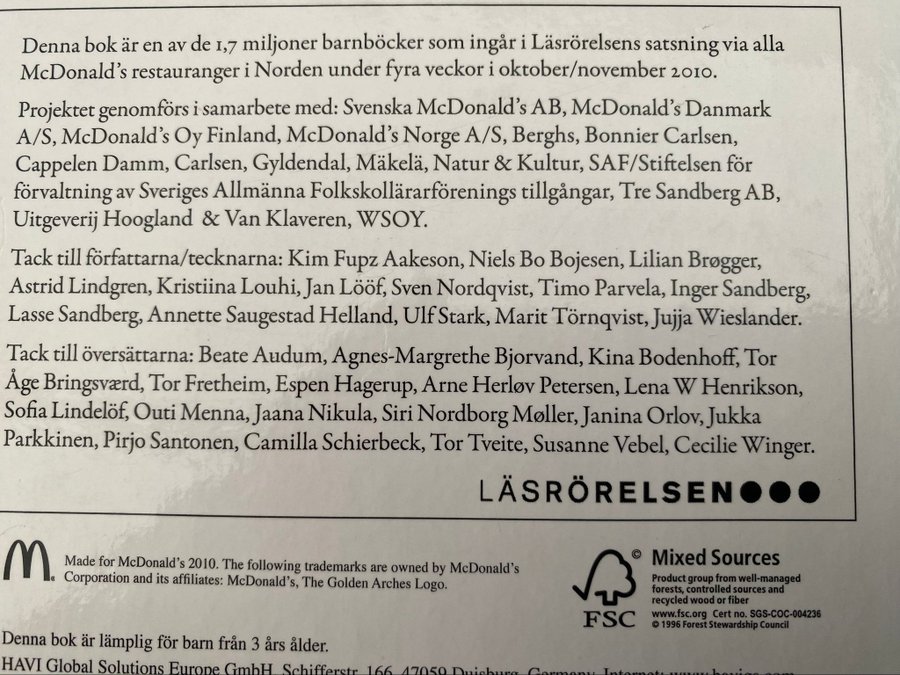 Denna bok är en av de 1,7 miljoner barnböcker som ingår i Läsrörelsens satsning via alla
McDonald's restauranger i Norden under fyra veckor i oktober/november 2010.
Projektet genomförs i samarbete med: Svenska McDonald's AB, McDonald's Danmark
A/S, McDonald's Oy Finland, McDonald's Norge A/S, Berghs, Bonnier Carlsen,
Cappelen Damm, Carlsen, Gyldendal, Mäkelä, Natur & Kultur, SAF/Stiftelsen för
förvaltning av Sveriges Allmänna Folkskollärarförenings tillgångar, Tre Sandberg AB,
Uitgeverij Hoogland & Van Klaveren, WSOY.
Tack till författarna/tecknarna: Kim Fupz Aakeson, Niels Bo Bojesen, Lilian Brøgger,
Astrid Lindgren, Kristiina Louhi, Jan Lööf, Sven Nordqvist, Timo Parvela, Inger Sandberg,
Lasse Sandberg, Annette Saugestad Helland, Ulf Stark, Marit Törnqvist, Jujja Wieslander.
Tack till översättarna: Beate Audum, Agnes-Margrethe Bjorvand, Kina Bodenhoff, Tor
Åge Bringsværd, Tor Fretheim, Espen Hagerup, Arne Herløv Petersen, Lena W Henrikson,
Sofia Lindelöf, Outi Menna, Jaana Nikula, Siri Nordborg Møller, Janina Orlov, Jukka
Parkkinen, Pirjo Santonen, Camilla Schierbeck, Tor Tveite, Susanne Vebel, Cecilie Winger.
LÄSRÖRELSEN●●●
Made for McDonald's 2010. The following trademarks are owned by McDonald's
Corporation and its affiliates: McDonald's, The Golden Arches Logo.
©
FSC
Mixed Sources
Product group from well-managed
forests, controlled sources and
recycled wood or fiber
www.fsc.org Cert no. SGS-COC-004236
© 1996 Forest Stewardship Council
Denna bok är lämplig för barn från 3 års ålder.
HAVI Global Solutions Europe GmbH, Schifferstr. 166, 47059 Duisburg, Germany, Internet: